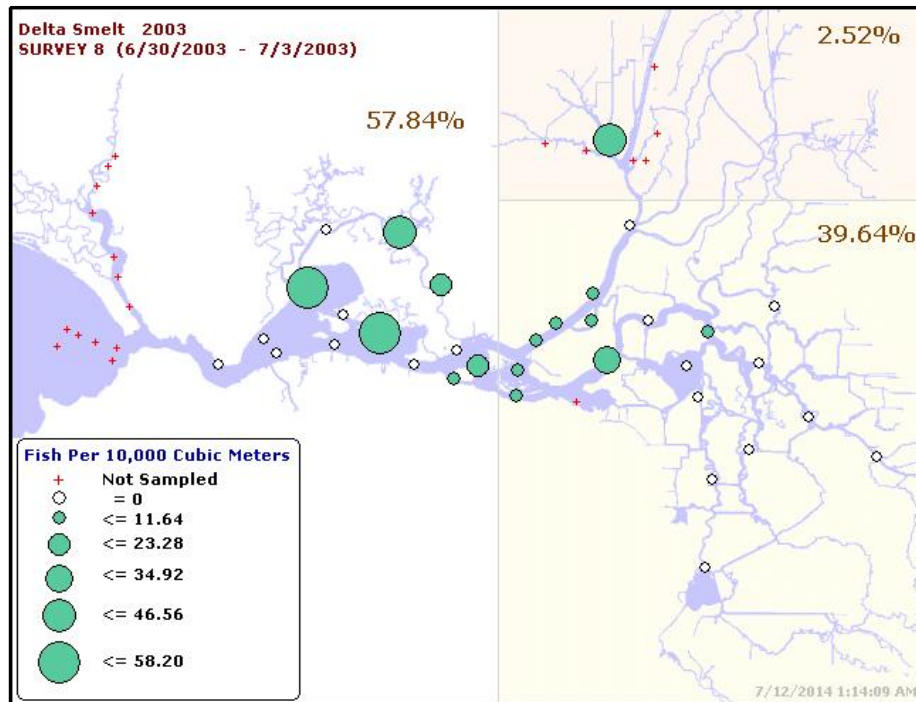 Delta Smelt 2003
SURVEY 8 (6/30/2003 - 7/3/2003)
2.52%
57.84%
39.64%
Fish Per 10,000 Cubic Meters
Not Sampled
= 0
<= 11.64
<= 23.28
<= 34.92
<= 46.56
<= 58.20
7/12/2014 1:14:09 AM